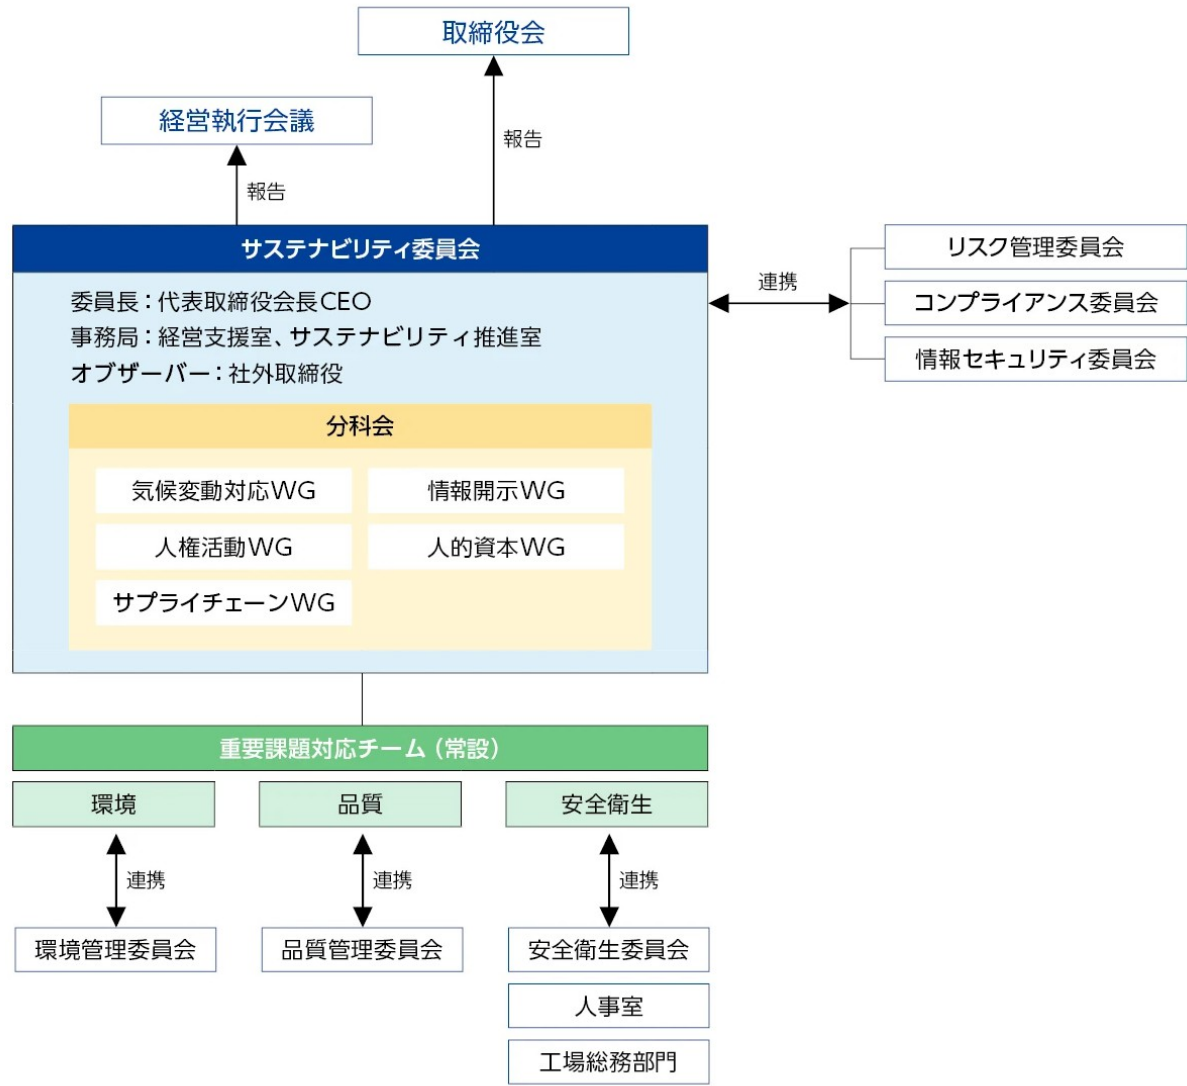 取締役会
経営執行会議
報告
報告
サステナビリティ委員会
委員長：代表取締役会長CEO
事務局：経営支援室、サステナビリティ推進室
オブザーバー：社外取締役
分科会
気候変動対応WG
情報開示WG
人権活動WG
人的資本WG
サプライチェーンWG
連携
リスク管理委員会
コンプライアンス委員会
情報セキュリティ委員会
重要課題対応チーム（常設）
環境
品質
安全衛生
連携
連携
連携
環境管理委員会
品質管理委員会
安全衛生委員会
人事室
工場総務部門